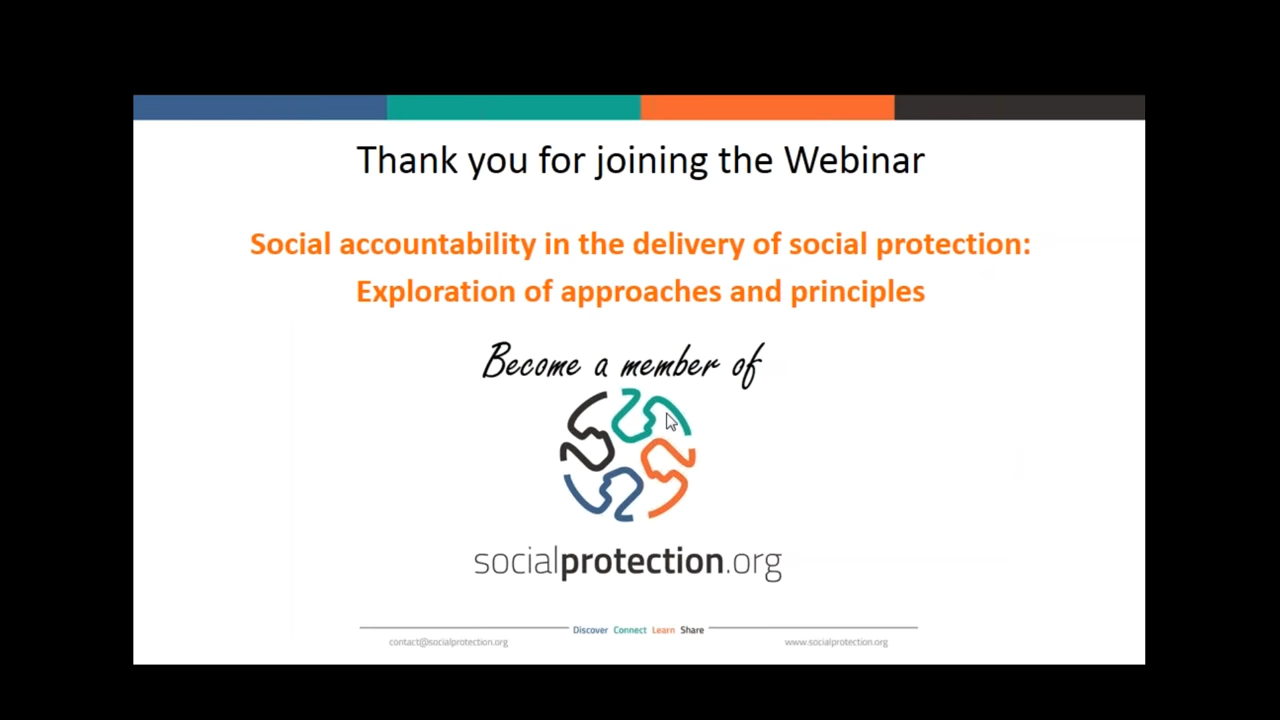 Thank you for joining the Webinar
Social accountability in the delivery of social protection:
Exploration of approaches and principles
Become a member of
socialprotection.org
Discover Connect Learn Share
contact@socialprotection.org
www.socialprotection.org